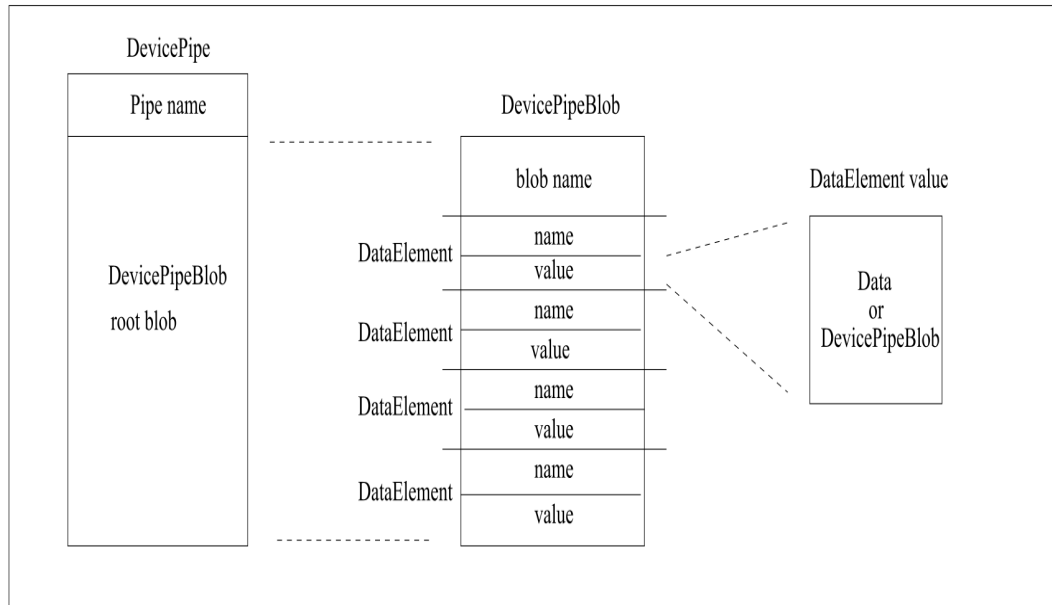 DevicePipe
Pipe name
DevicePipeBlob
root blob
DevicePipeBlob
blob name
DataElement
name
value
DataElement
name
value
DataElement
name
value
DataElement
name
value
DataElement value
Data
or
DevicePipeBlob